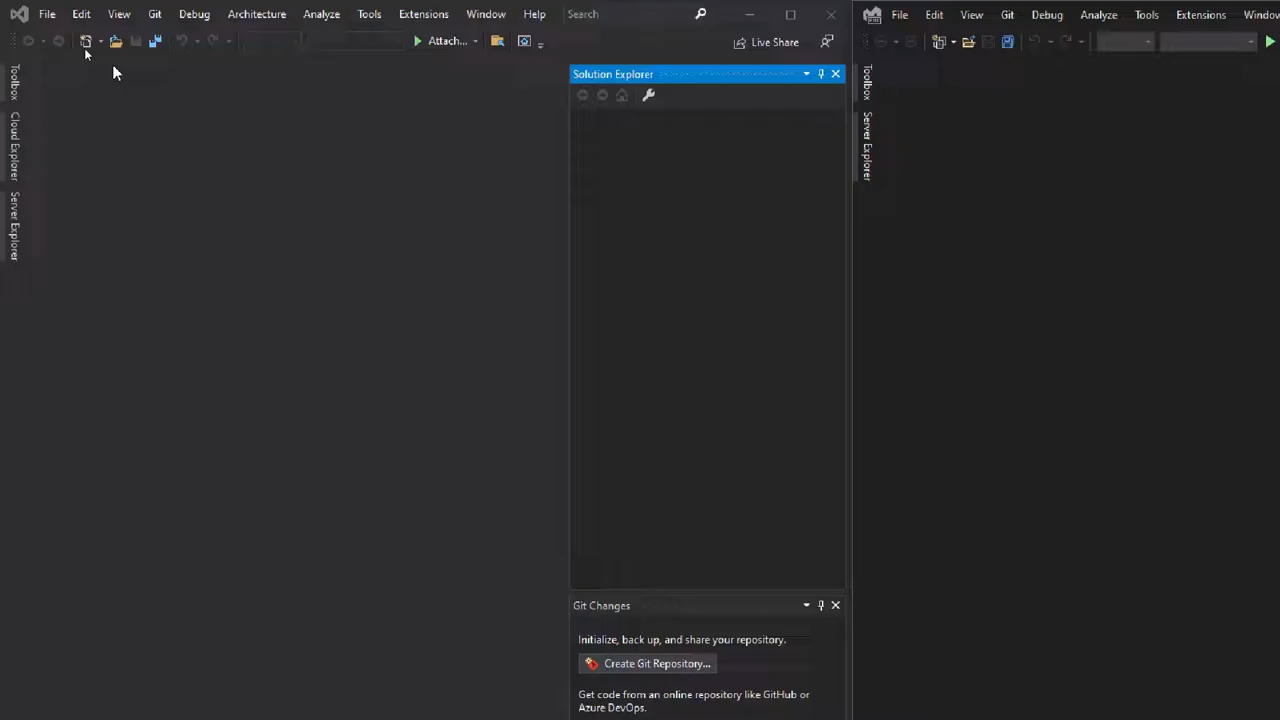 File Edit View Git Debug Architecture Analyze Tools Extensions Window Help Search
Attach...
Live Share
Toolbox
Cloud Explorer
Server Explorer
Solution Explorer
Git Changes
Initialize, back up, and share your repository.
Create Git Repository...
Get code from an online repository like GitHub or
Azure DevOps.
File Edit View Git Debug Analyze Tools Extensions Window
Toolbox
Server Explorer